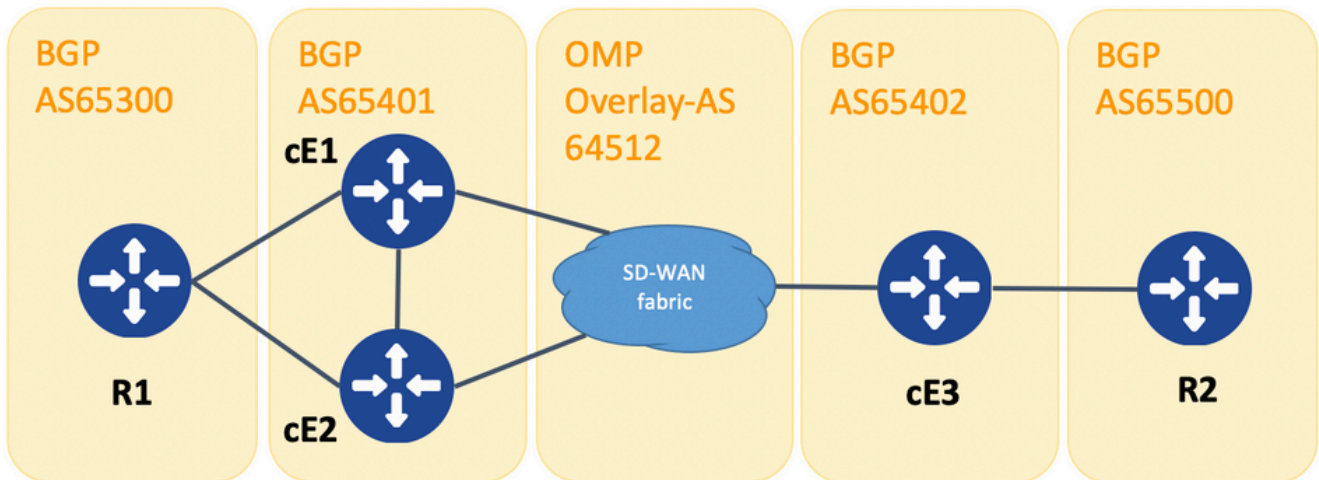 BGP
AS65300
BGP
AS65401
OMP
Overlay-AS
64512
BGP
AS65402
BGP
AS65500
cE1
SD-WAN
fabric
R1
cE2
cE3
R2